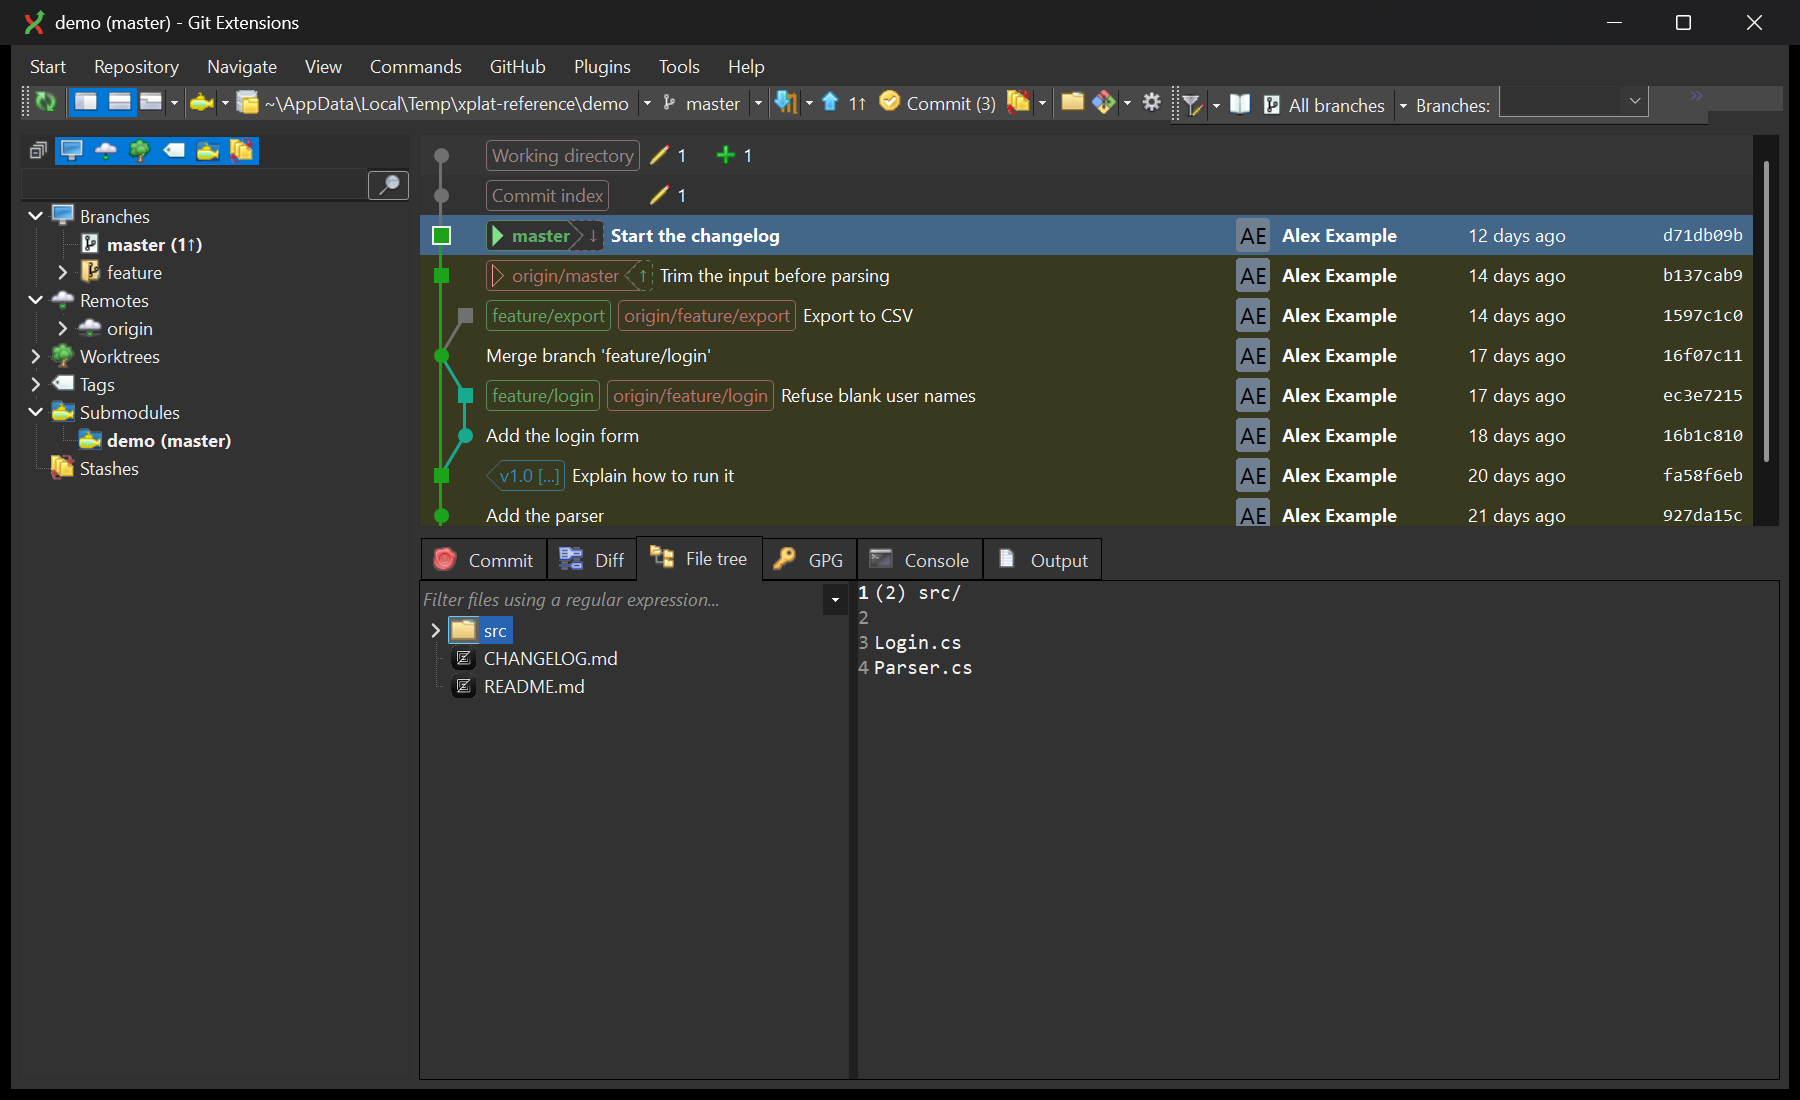 demo (master) - Git Extensions
Start Repository Navigate View Commands GitHub Plugins Tools Help
~\AppData\Local\Temp\xplat-reference\demo master 1↑ Commit (3) All branches Branches: »
Working directory 1 1
Commit index 1
master ↓ Start the changelog AE Alex Example 12 days ago d71db09b
origin/master ↑ Trim the input before parsing AE Alex Example 14 days ago b137cab9
feature/export origin/feature/export Export to CSV AE Alex Example 14 days ago 1597c1c0
Merge branch 'feature/login' AE Alex Example 17 days ago 16f07c11
feature/login origin/feature/login Refuse blank user names AE Alex Example 17 days ago ec3e7215
Add the login form AE Alex Example 18 days ago 16b1c810
v1.0 [...] Explain how to run it AE Alex Example 20 days ago fa58f6eb
Add the parser AE Alex Example 21 days ago 927da15c
Branches
master (1↑)
feature
Remotes
origin
Worktrees
Tags
Submodules
demo (master)
Stashes
Commit Diff File tree GPG Console Output
Filter files using a regular expression...
src
CHANGELOG.md
README.md
1 (2) src/
2
3 Login.cs
4 Parser.cs